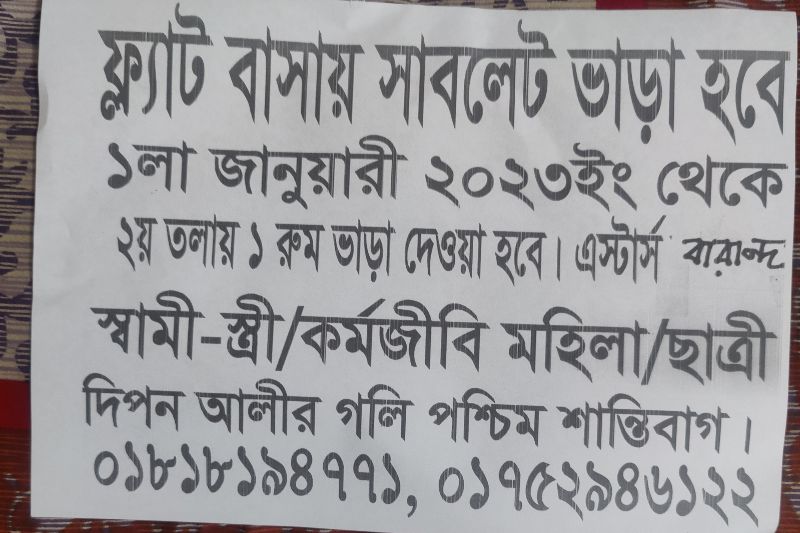 ফ্ল্যাট বাসায় সাবলেট ভাড়া হবে
১লা জানুয়ারী ২০২৩ইং থেকে
২য় তলায় ১ রুম ভাড়া দেওয়া হবে। এস্টার্স বারান্দ
স্বামী-স্ত্রী/কর্মজীবি মহিলা/ছাত্রী
দিপন আলীর গলি পশ্চিম শান্তিবাগ।
০১৮১৮১৯৪৭৭১, ০১৭৫২৯৪৬১২২